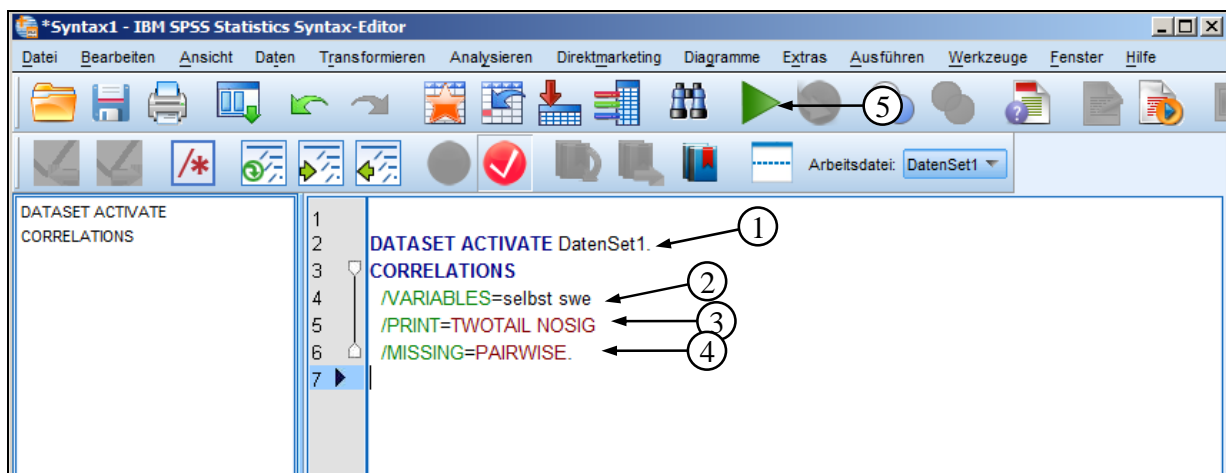 *Syntax1 - IBM SPSS Statistics Syntax-Editor
Datei Bearbeiten Ansicht Daten Transformieren Analysieren Direktmarketing Diagramme Extras Ausführen Werkzeuge Fenster Hilfe
5
/*
Arbeitsdatei: DatenSet1
DATASET ACTIVATE
CORRELATIONS
1
2 DATASET ACTIVATE DatenSet1. 1
3 CORRELATIONS
4 /VARIABLES=selbst swe 2
5 /PRINT=TWOTAIL NOSIG 3
6 /MISSING=PAIRWISE. 4
7